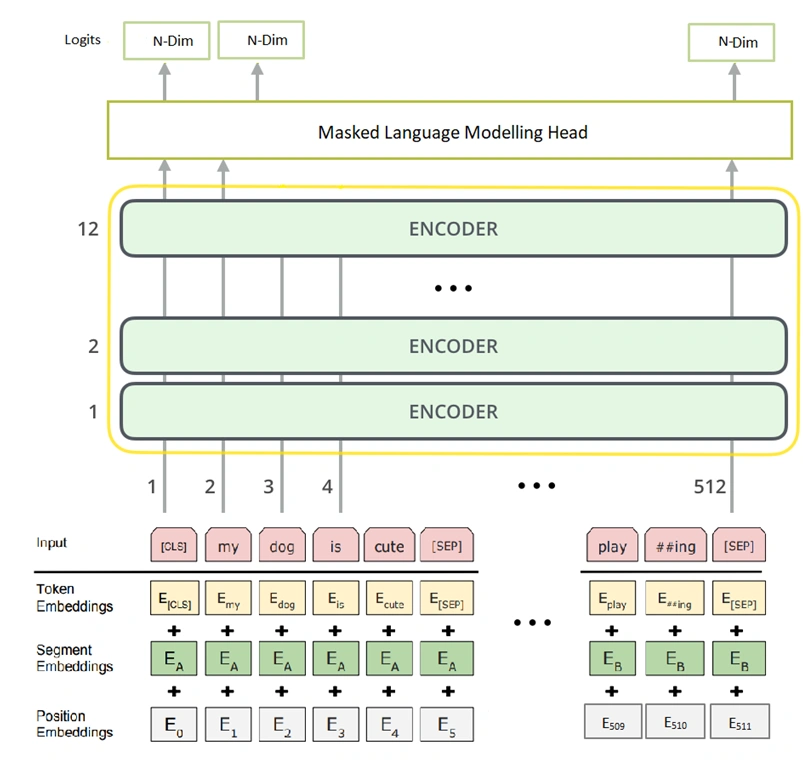 Logits N-Dim N-Dim N-Dim
Masked Language Modelling Head
12 ENCODER
...
2 ENCODER
1 ENCODER
1 2 3 4 ... 512
Input [CLS] my dog is cute [SEP] play ##ing [SEP]
Token
Embeddings E[CLS] Emy Edog Eis Ecute E[SEP] ... Eplay E##ing E[SEP]
+ + + + + + + + +
Segment
Embeddings EA EA EA EA EA EA EB EB EB
+ + + + + + + + +
Position
Embeddings E0 E1 E2 E3 E4 E5 E509 E510 E511